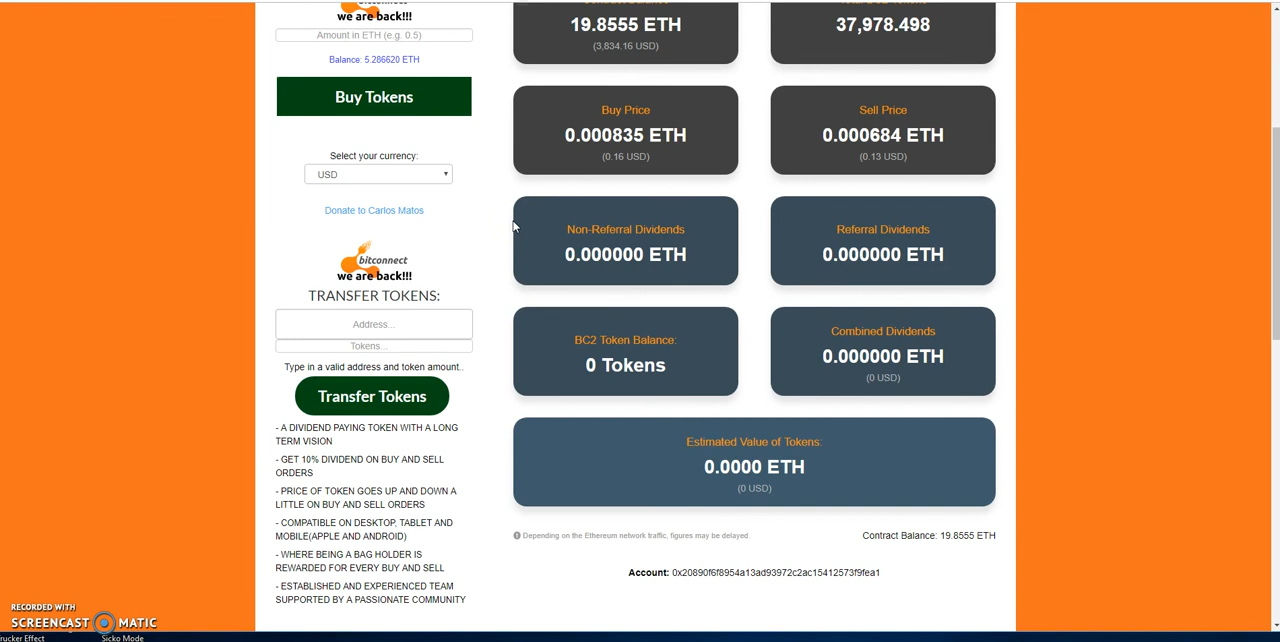 we are back!!!
Amount in ETH (e.g. 0.5)
Balance: 5.286620 ETH
Buy Tokens
Select your currency:
USD
Donate to Carlos Matos
bitconnect
we are back!!!
TRANSFER TOKENS:
Address...
Tokens...
Type in a valid address and token amount..
Transfer Tokens
- A DIVIDEND PAYING TOKEN WITH A LONG
TERM VISION
- GET 10% DIVIDEND ON BUY AND SELL
ORDERS
- PRICE OF TOKEN GOES UP AND DOWN A
LITTLE ON BUY AND SELL ORDERS
- COMPATIBLE ON DESKTOP, TABLET AND
MOBILE(APPLE AND ANDROID)
- WHERE BEING A BAG HOLDER IS
REWARDED FOR EVERY BUY AND SELL
- ESTABLISHED AND EXPERIENCED TEAM
SUPPORTED BY A PASSIONATE COMMUNITY
19.8555 ETH
(3,834.16 USD)
37,978.498
Buy Price
0.000835 ETH
(0.16 USD)
Sell Price
0.000684 ETH
(0.13 USD)
Non-Referral Dividends
0.000000 ETH
Referral Dividends
0.000000 ETH
BC2 Token Balance:
0 Tokens
Combined Dividends
0.000000 ETH
(0 USD)
Estimated Value of Tokens:
0.0000 ETH
(0 USD)
Depending on the Ethereum network traffic, figures may be delayed.
Contract Balance: 19.8555 ETH
Account: 0x20890f6f8954a13ad93972c2ac15412573f9fea1
RECORDED WITH
SCREENCAST MATIC
rucker Effect
Sicko Mode